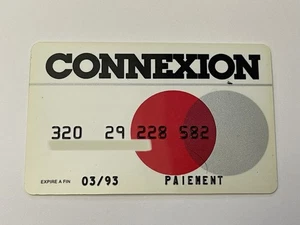 CONNEXION
320 29 228 582
EXPIRE A FIN 03/93 PAIEMENT